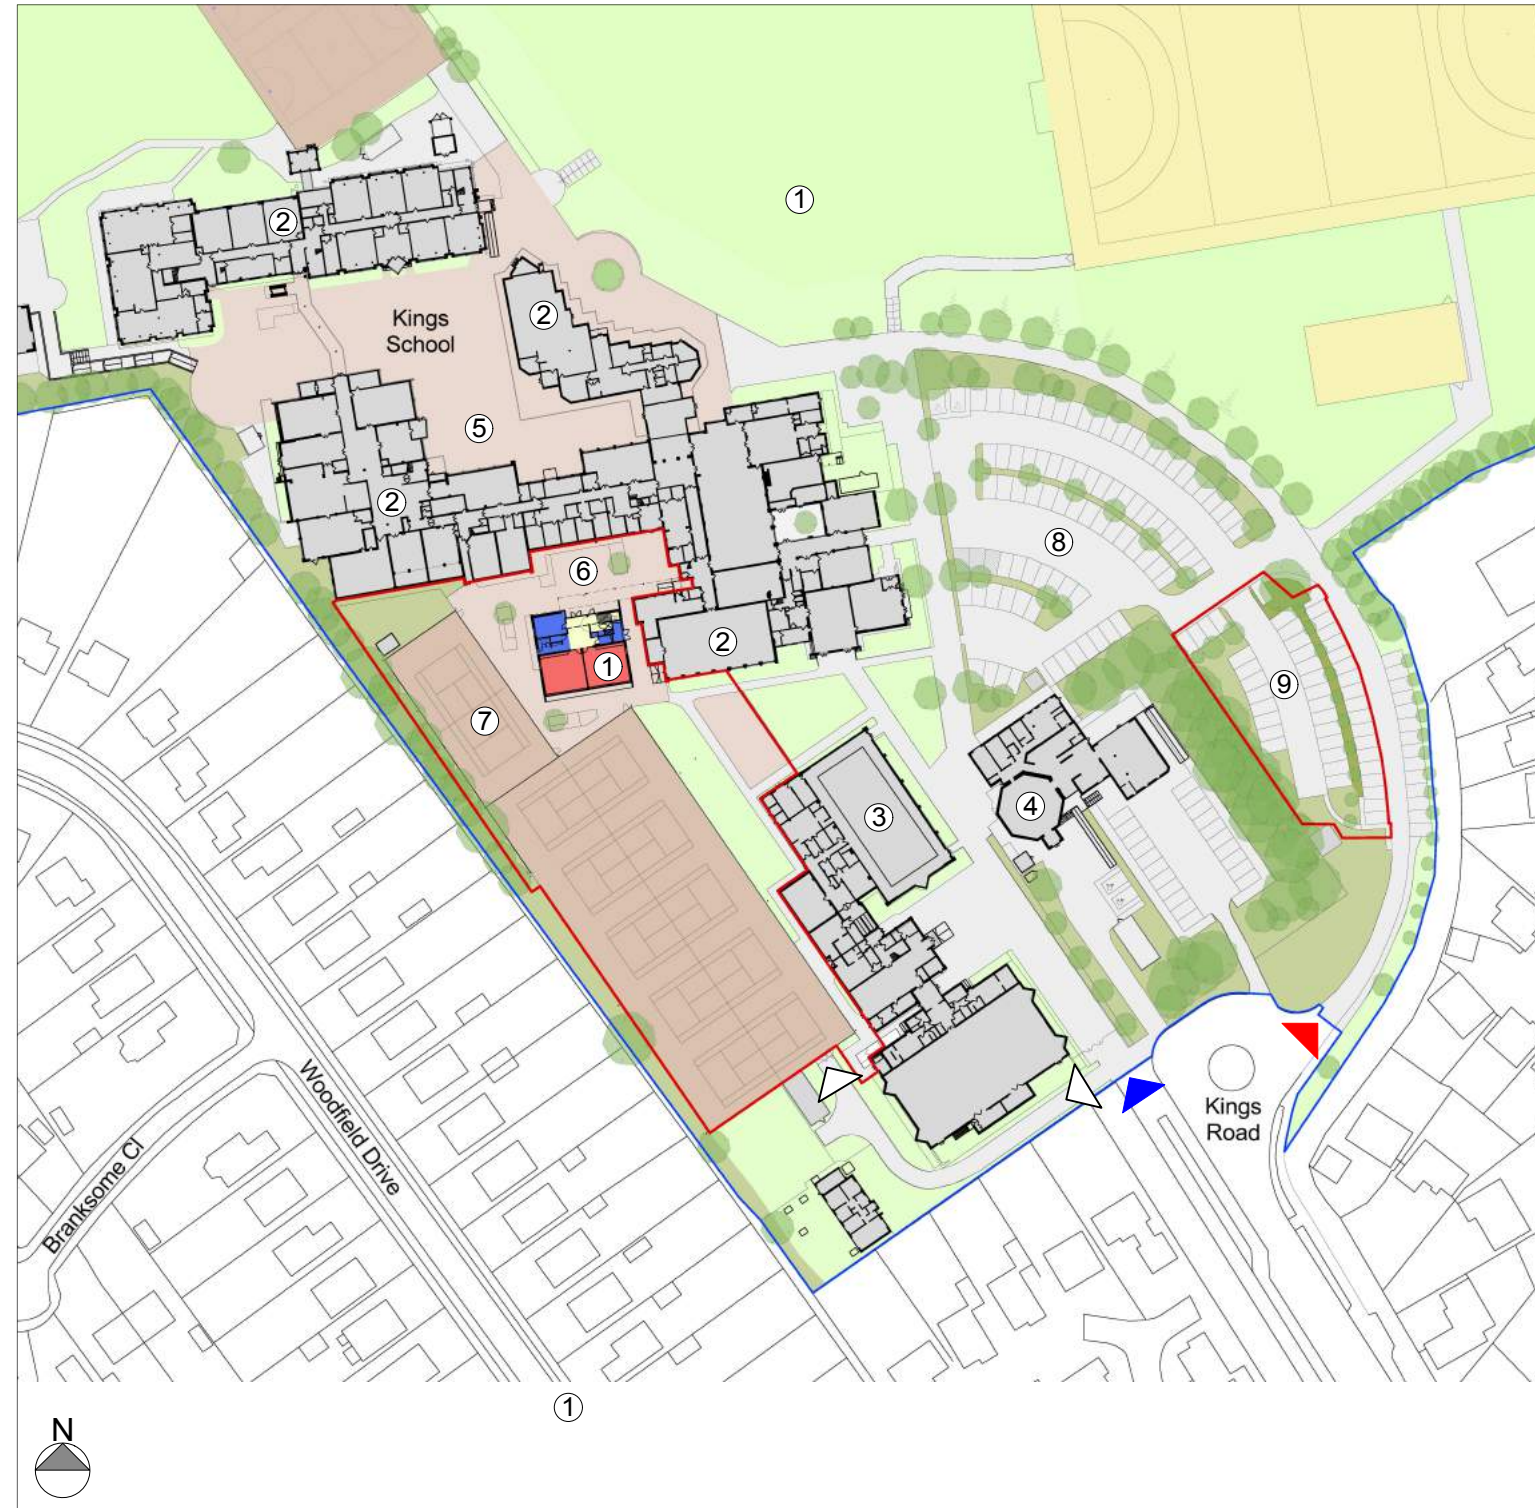 ①
②
Kings
School
②
⑤
②
⑧
⑥
②
①
⑨
⑦
③
④
Kings
Road
Woodfield Drive
Branksome Cl
①
N